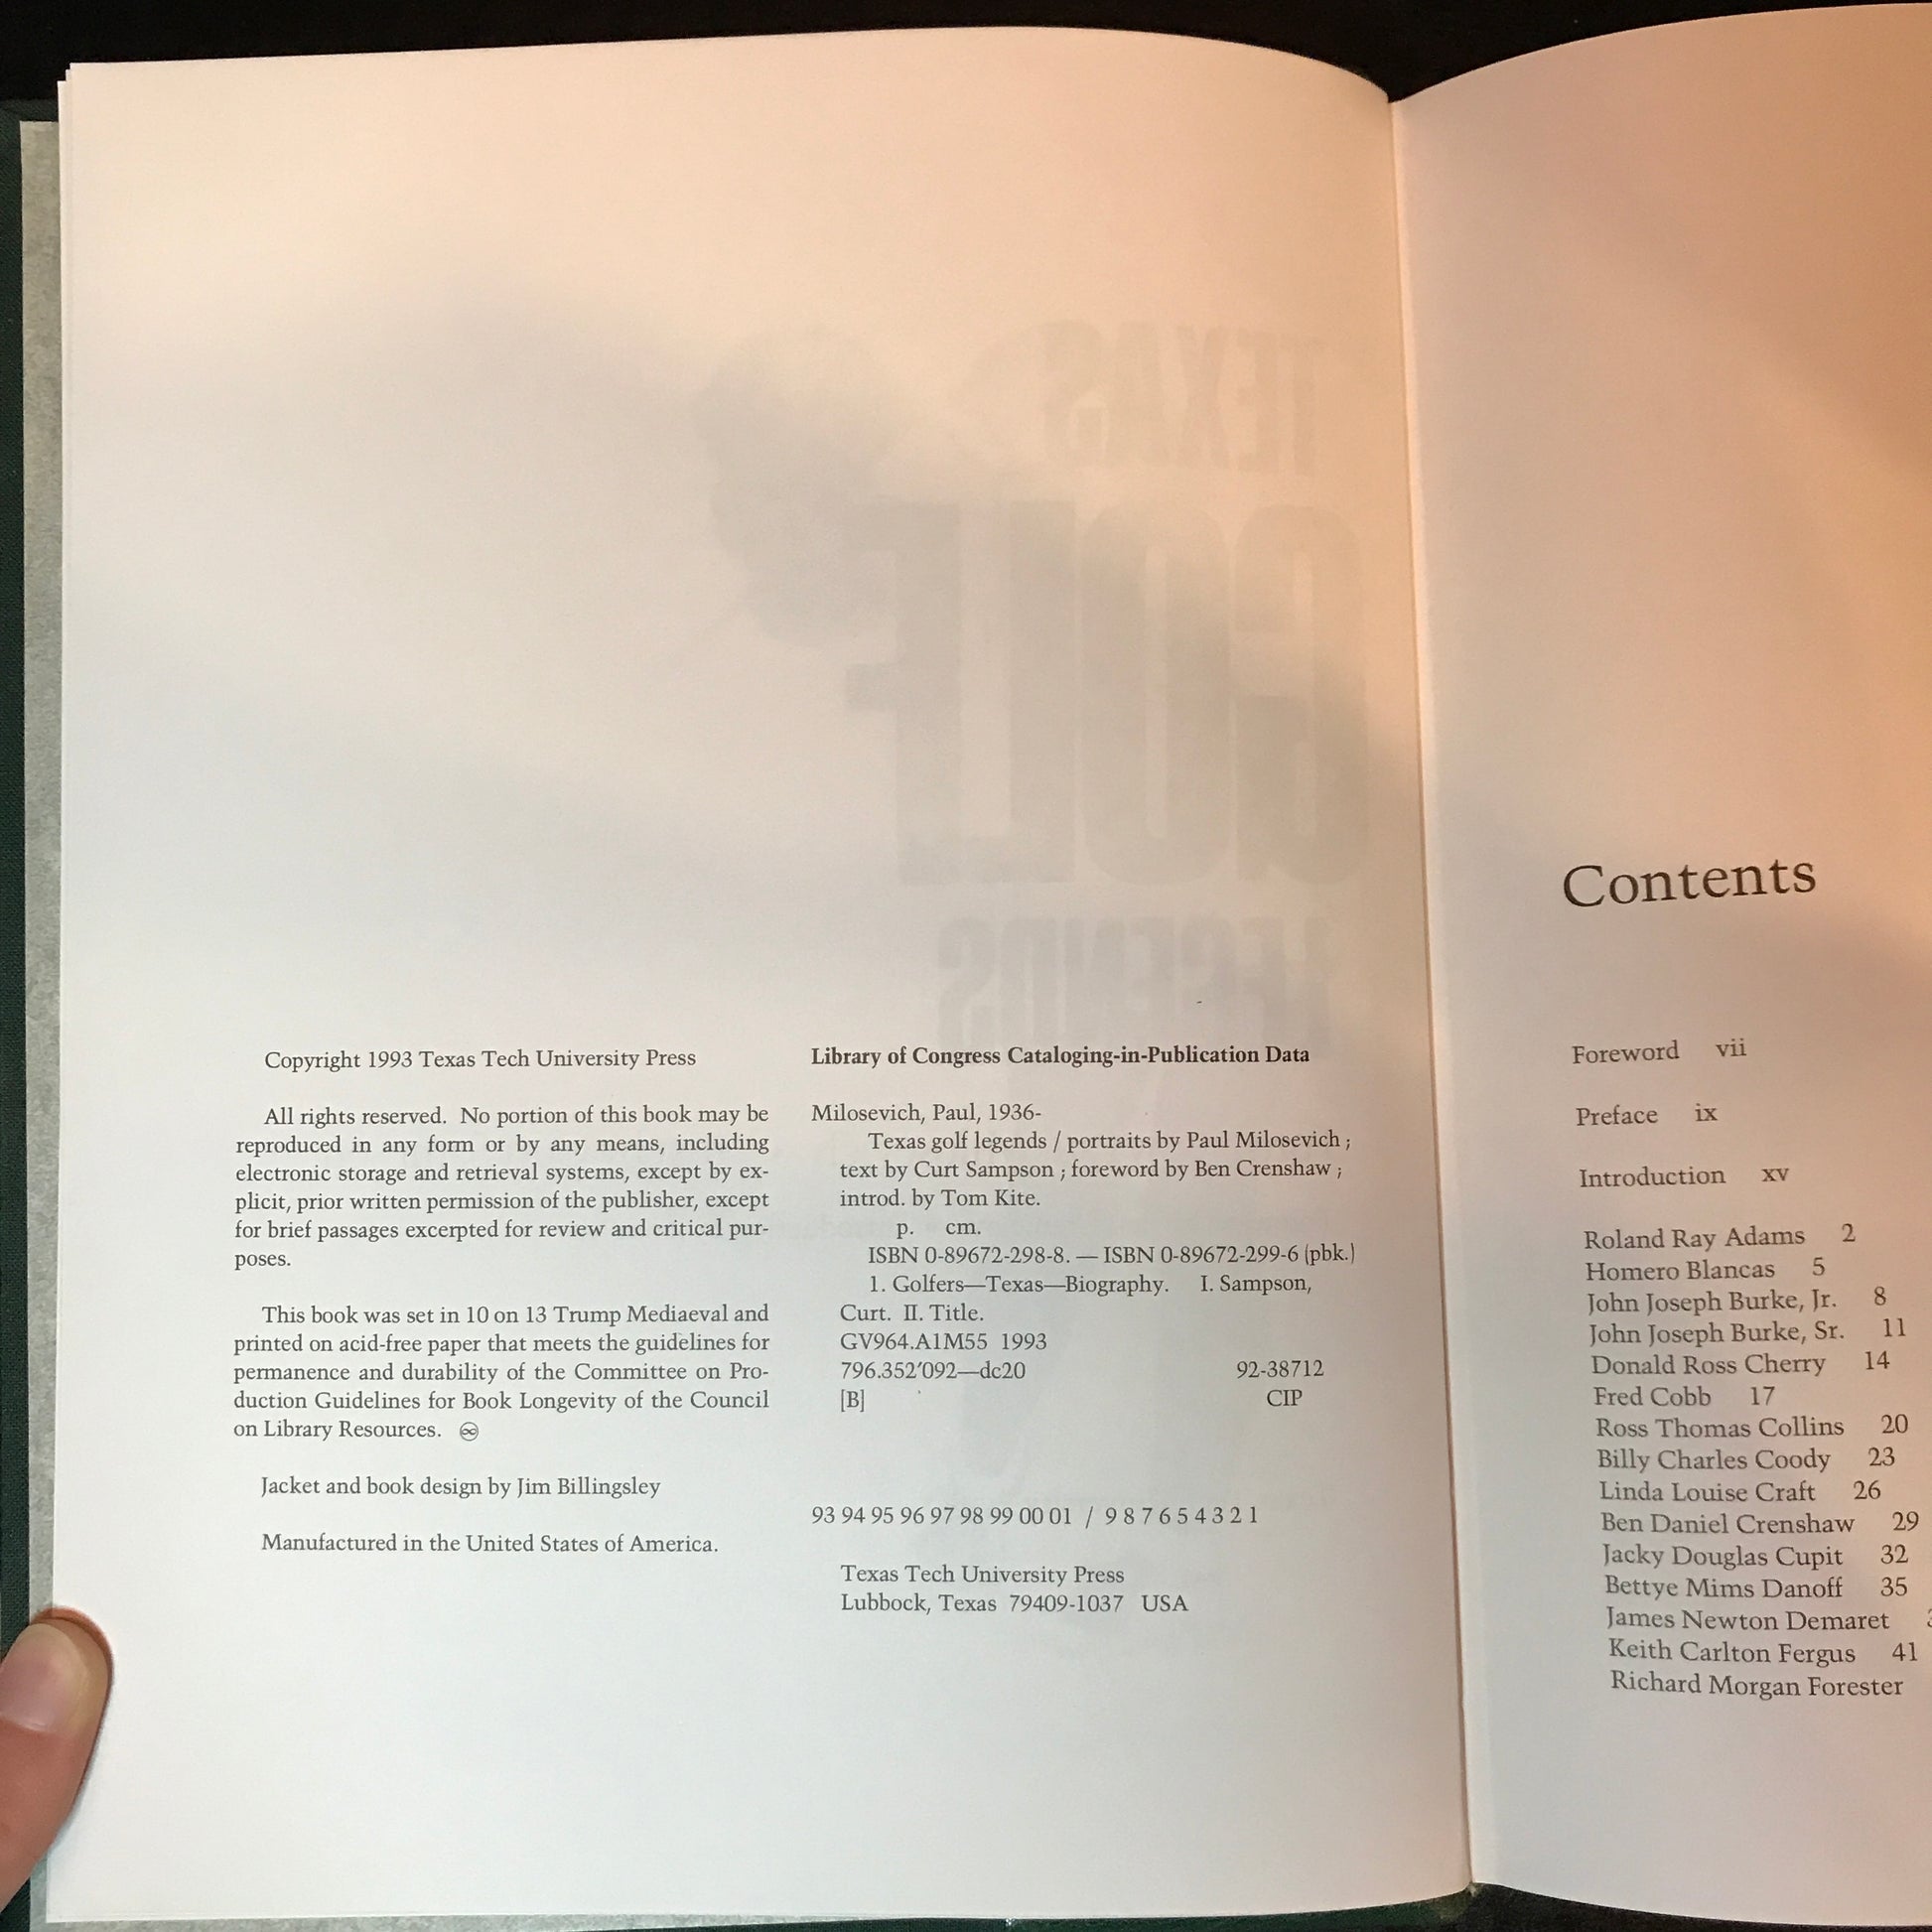 TEXAS
GOLF
LEGENDS
Copyright 1993 Texas Tech University Press
All rights reserved. No portion of this book may be
reproduced in any form or by any means, including
electronic storage and retrieval systems, except by ex-
plicit, prior written permission of the publisher, except
for brief passages excerpted for review and critical pur-
poses.
This book was set in 10 on 13 Trump Mediaeval and
printed on acid-free paper that meets the guidelines for
permanence and durability of the Committee on Pro-
duction Guidelines for Book Longevity of the Council
on Library Resources. ♾
Jacket and book design by Jim Billingsley
Manufactured in the United States of America.
Library of Congress Cataloging-in-Publication Data
Milosevich, Paul, 1936-
Texas golf legends / portraits by Paul Milosevich ;
text by Curt Sampson ; foreword by Ben Crenshaw ;
introd. by Tom Kite.
p. cm.
ISBN 0-89672-298-8. — ISBN 0-89672-299-6 (pbk.)
1. Golfers—Texas—Biography. I. Sampson,
Curt. II. Title.
GV964.A1M55 1993
796.352′092—dc20 92-38712
[B] CIP
93 94 95 96 97 98 99 00 01 / 9 8 7 6 5 4 3 2 1
Texas Tech University Press
Lubbock, Texas 79409-1037 USA
Contents
Foreword vii
Preface ix
Introduction xv
Roland Ray Adams 2
Homero Blancas 5
John Joseph Burke, Jr. 8
John Joseph Burke, Sr. 11
Donald Ross Cherry 14
Fred Cobb 17
Ross Thomas Collins 20
Billy Charles Coody 23
Linda Louise Craft 26
Ben Daniel Crenshaw 29
Jacky Douglas Cupit 32
Bettye Mims Danoff 35
James Newton Demaret
Keith Carlton Fergus 41
Richard Morgan Forester